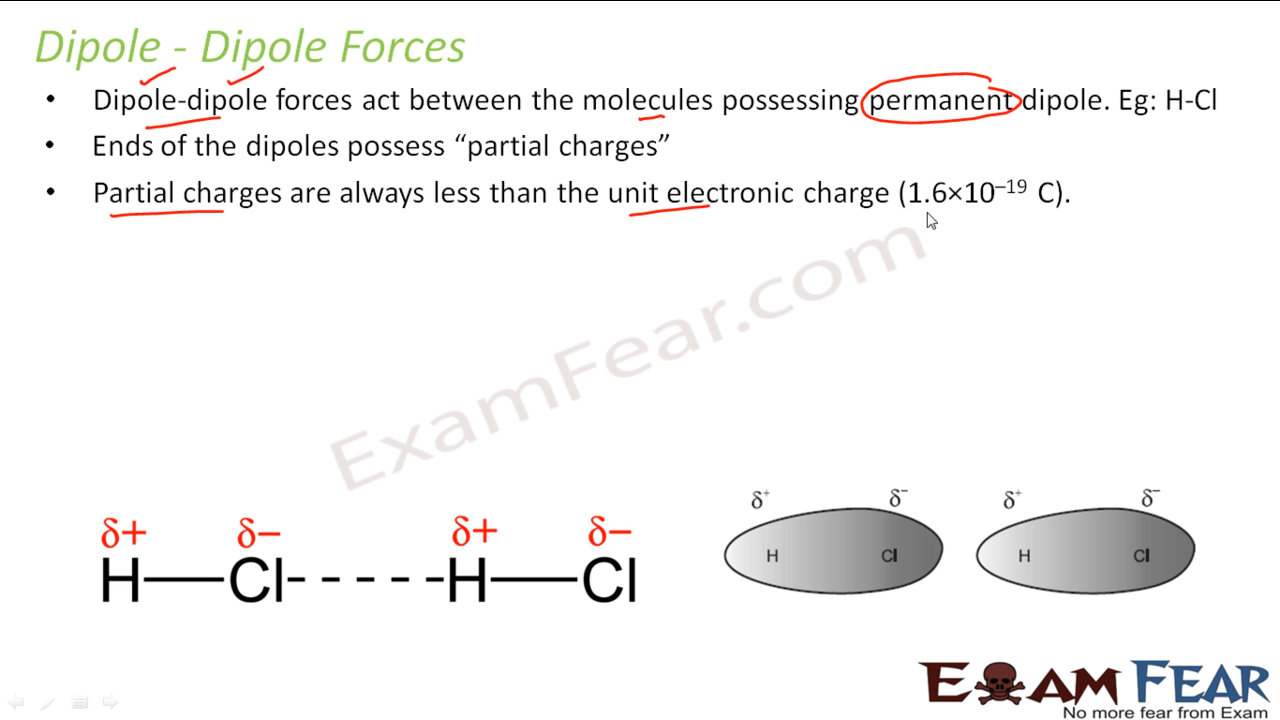 Dipole - Dipole Forces
• Dipole-dipole forces act between the molecules possessing permanent dipole. Eg: H-Cl
• Ends of the dipoles possess “partial charges”
• Partial charges are always less than the unit electronic charge (1.6×10⁻¹⁹ C).
ExamFear.com
δ+ δ− δ+ δ−
H Cl H Cl
δ⁺ δ⁻ δ⁺ δ⁻
H Cl H Cl
EXAM FEAR
No more fear from Exam